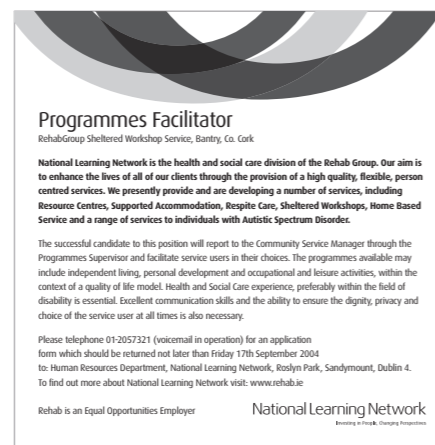 Programmes Facilitator
RehabGroup Sheltered Workshop Service, Bantry, Co. Cork
National Learning Network is the health and social care division of the Rehab Group. Our aim is
to enhance the lives of all of our clients through the provision of a high quality, flexible, person
centred services. We presently provide and are developing a number of services, including
Resource Centres, Supported Accommodation, Respite Care, Sheltered Workshops, Home Based
Service and a range of services to individuals with Autistic Spectrum Disorder.
The successful candidate to this position will report to the Community Service Manager through the
Programmes Supervisor and facilitate service users in their choices. The programmes available may
include independent living, personal development and occupational and leisure activities, within the
context of a quality of life model. Health and Social Care experience, preferably within the field of
disability is essential. Excellent communication skills and the ability to ensure the dignity, privacy and
choice of the service user at all times is also necessary.
Please telephone 01-2057321 (voicemail in operation) for an application
form which should be returned not later than Friday 17th September 2004
to: Human Resources Department, National Learning Network, Roslyn Park, Sandymount, Dublin 4.
To find out more about National Learning Network visit: www.rehab.ie
Rehab is an Equal Opportunities Employer
National Learning Network
Investing in People, Changing Perspectives